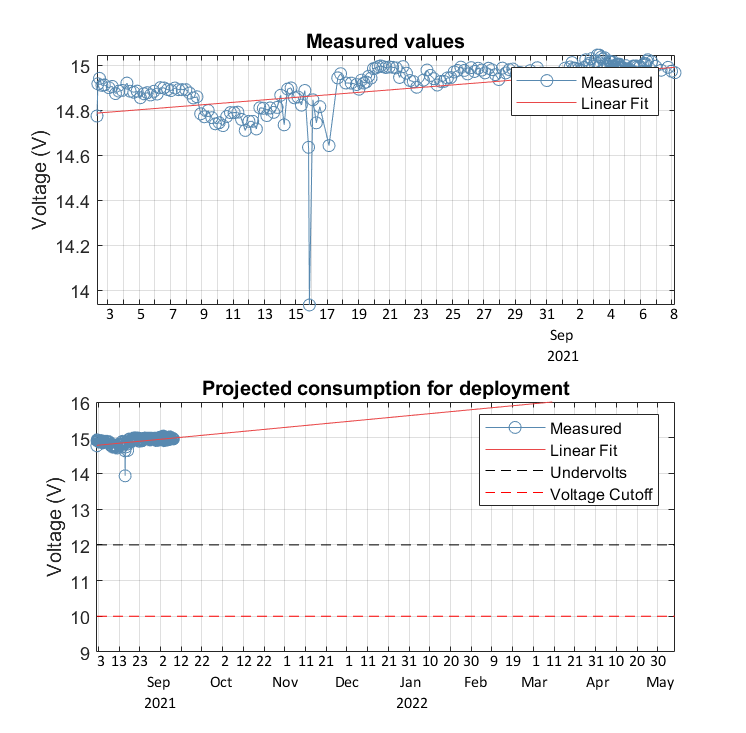 Measured values
Voltage (V)
15
14.8
14.6
14.4
14.2
14
Measured
Linear Fit
3 5 7 9 11 13 15 17 19 21 23 25 27 29 31 2 4 6 8
Sep
2021
Projected consumption for deployment
Voltage (V)
16
15
14
13
12
11
10
9
Measured
Linear Fit
Undervolts
Voltage Cutoff
3 13 23 2 12 22 2 12 22 1 11 21 1 11 21 31 10 20 30 9 19 1 11 21 31 10 20 30
Sep Oct Nov Dec Jan Feb Mar Apr May
2021 2022